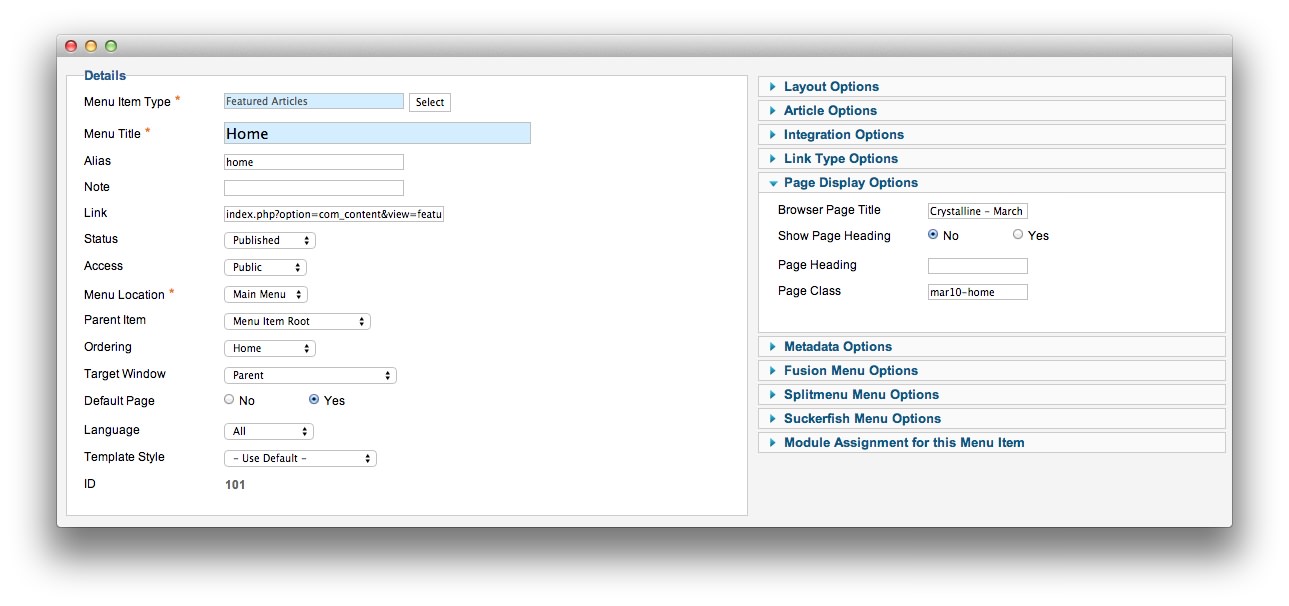 Details
Menu Item Type * Featured Articles Select
Menu Title * Home
Alias home
Note
Link index.php?option=com_content&view=featu
Status Published
Access Public
Menu Location * Main Menu
Parent Item Menu Item Root
Ordering Home
Target Window Parent
Default Page No Yes
Language All
Template Style - Use Default -
ID 101
Layout Options
Article Options
Integration Options
Link Type Options
Page Display Options
Browser Page Title Crystalline - March
Show Page Heading No Yes
Page Heading
Page Class mar10-home
Metadata Options
Fusion Menu Options
Splitmenu Menu Options
Suckerfish Menu Options
Module Assignment for this Menu Item